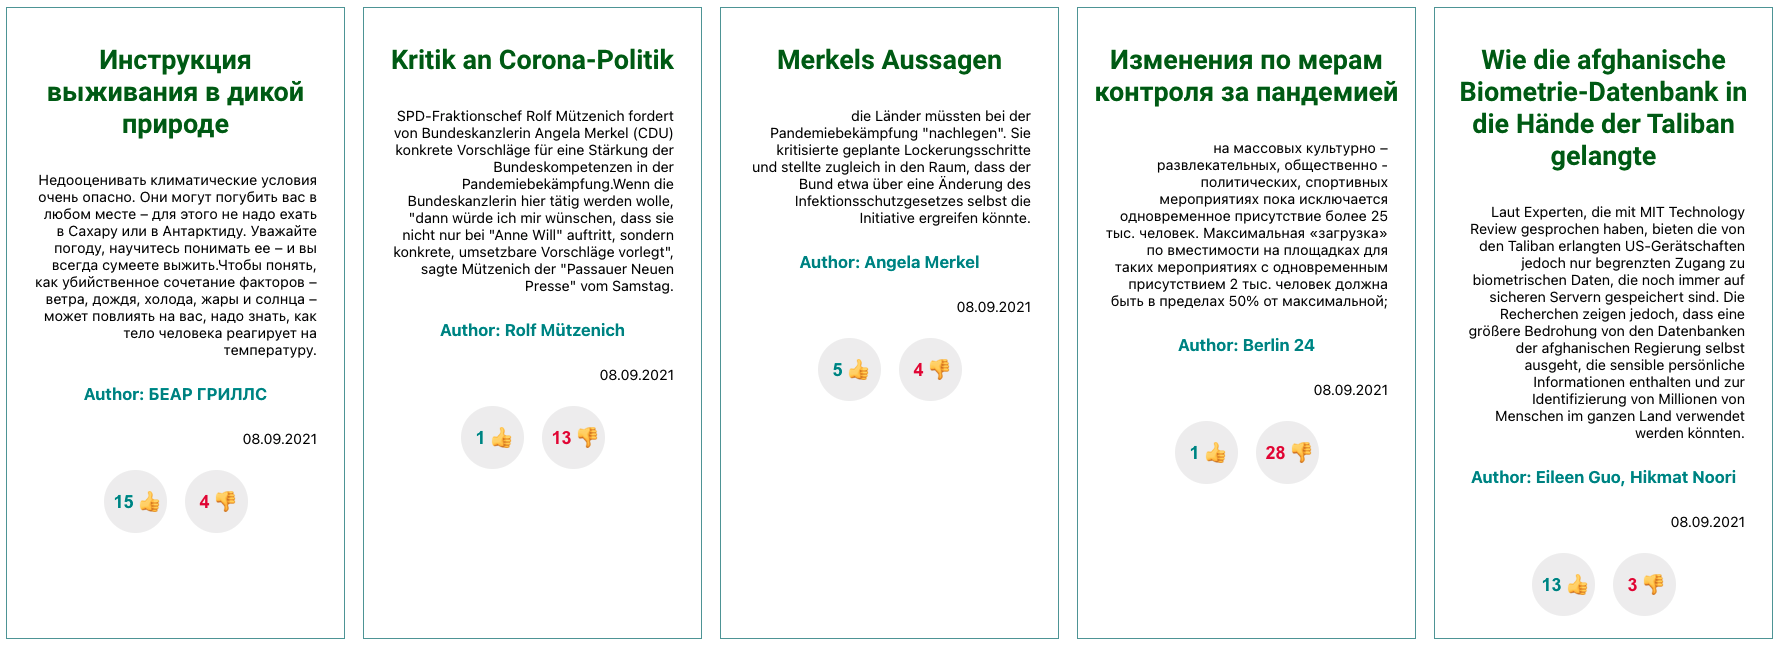 Инструкция
выживания в дикой
природе
Недооценивать климатические условия
очень опасно. Они могут погубить вас в
любом месте – для этого не надо ехать
в Сахару или в Антарктиду. Уважайте
погоду, научитесь понимать ее – и вы
всегда сумеете выжить.Чтобы понять,
как убийственное сочетание факторов –
ветра, дождя, холода, жары и солнца –
может повлиять на вас, надо знать, как
тело человека реагирует на
температуру.
Author: БЕАР ГРИЛЛС
08.09.2021
15 👍 4 👎
Kritik an Corona-Politik
SPD-Fraktionschef Rolf Mützenich fordert
von Bundeskanzlerin Angela Merkel (CDU)
konkrete Vorschläge für eine Stärkung der
Bundeskompetenzen in der
Pandemiebekämpfung.Wenn die
Bundeskanzlerin hier tätig werden wolle,
"dann würde ich mir wünschen, dass sie
nicht nur bei "Anne Will" auftritt, sondern
konkrete, umsetzbare Vorschläge vorlegt",
sagte Mützenich der "Passauer Neuen
Presse" vom Samstag.
Author: Rolf Mützenich
08.09.2021
1 👍 13 👎
Merkels Aussagen
die Länder müssten bei der
Pandemiebekämpfung "nachlegen". Sie
kritisierte geplante Lockerungsschritte
und stellte zugleich in den Raum, dass der
Bund etwa über eine Änderung des
Infektionsschutzgesetzes selbst die
Initiative ergreifen könnte.
Author: Angela Merkel
08.09.2021
5 👍 4 👎
Изменения по мерам
контроля за пандемией
на массовых культурно –
развлекательных, общественно -
политических, спортивных
мероприятиях пока исключается
одновременное присутствие более 25
тыс. человек. Максимальная «загрузка»
по вместимости на площадках для
таких мероприятиях с одновременным
присутствием 2 тыс. человек должна
быть в пределах 50% от максимальной;
Author: Berlin 24
08.09.2021
1 👍 28 👎
Wie die afghanische
Biometrie-Datenbank in
die Hände der Taliban
gelangte
Laut Experten, die mit MIT Technology
Review gesprochen haben, bieten die von
den Taliban erlangten US-Gerätschaften
jedoch nur begrenzten Zugang zu
biometrischen Daten, die noch immer auf
sicheren Servern gespeichert sind. Die
Recherchen zeigen jedoch, dass eine
größere Bedrohung von den Datenbanken
der afghanischen Regierung selbst
ausgeht, die sensible persönliche
Informationen enthalten und zur
Identifizierung von Millionen von
Menschen im ganzen Land verwendet
werden könnten.
Author: Eileen Guo, Hikmat Noori
08.09.2021
13 👍 3 👎